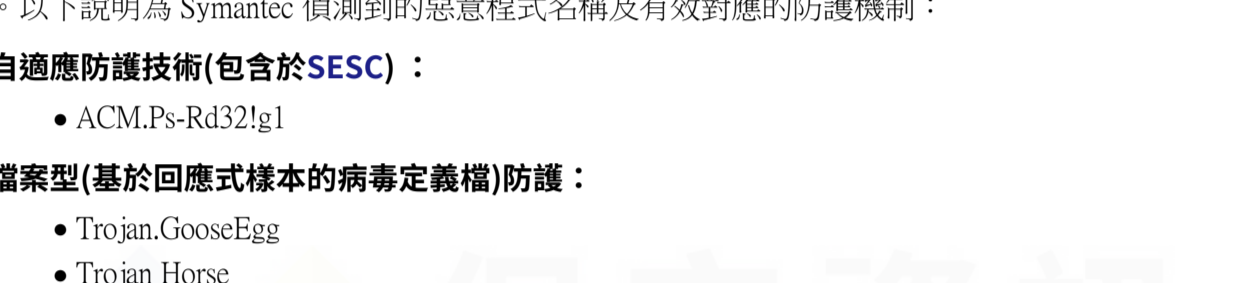 。以下說明為 Symantec 偵測到的惡意程式名稱及有效對應的防護機制：
自適應防護技術(包含於SESC) ：
• ACM.Ps-Rd32!g1
檔案型(基於回應式樣本的病毒定義檔)防護：
• Trojan.GooseEgg
• Trojan Horse